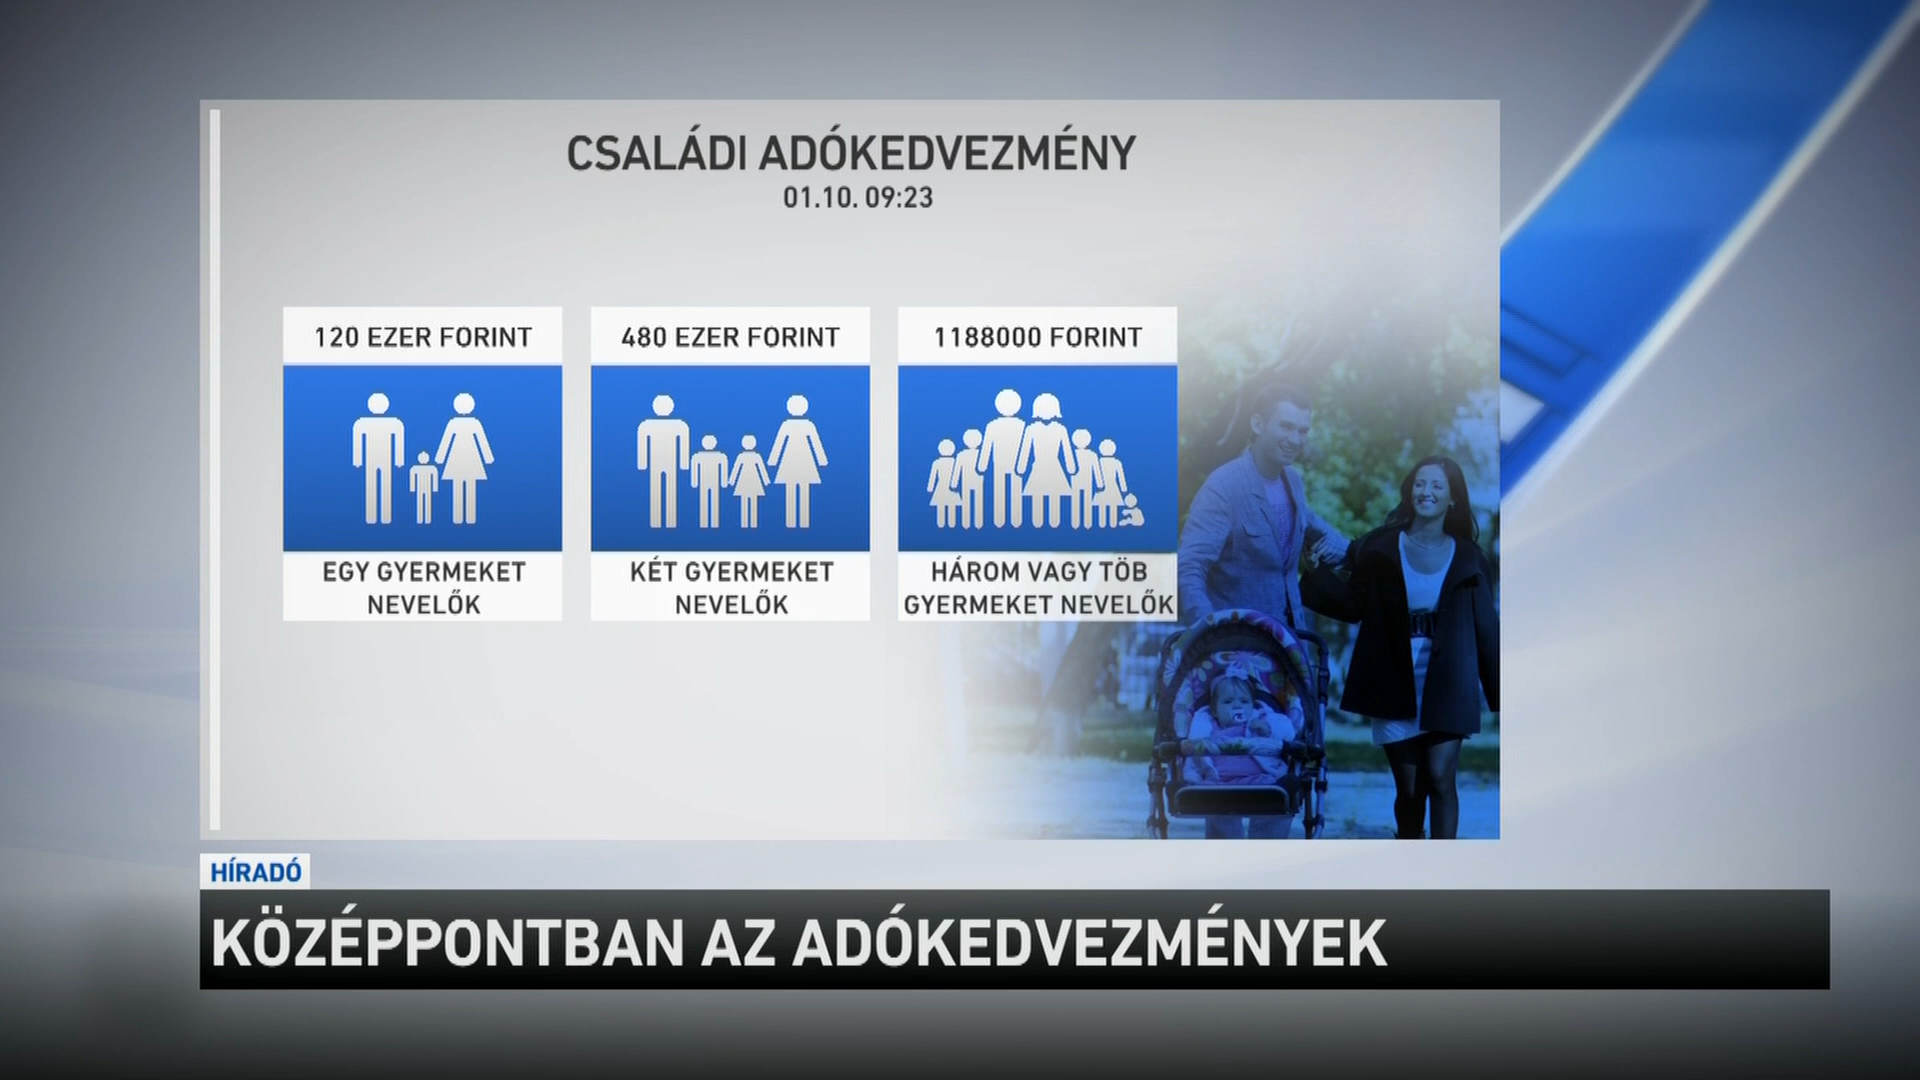 CSALÁDI ADÓKEDVEZMÉNY
01.10. 09:23
120 EZER FORINT
EGY GYERMEKET
NEVELŐK
480 EZER FORINT
KÉT GYERMEKET
NEVELŐK
1188000 FORINT
HÁROM VAGY TÖB
GYERMEKET NEVELŐK
HÍRADÓ
KÖZÉPPONTBAN AZ ADÓKEDVEZMÉNYEK